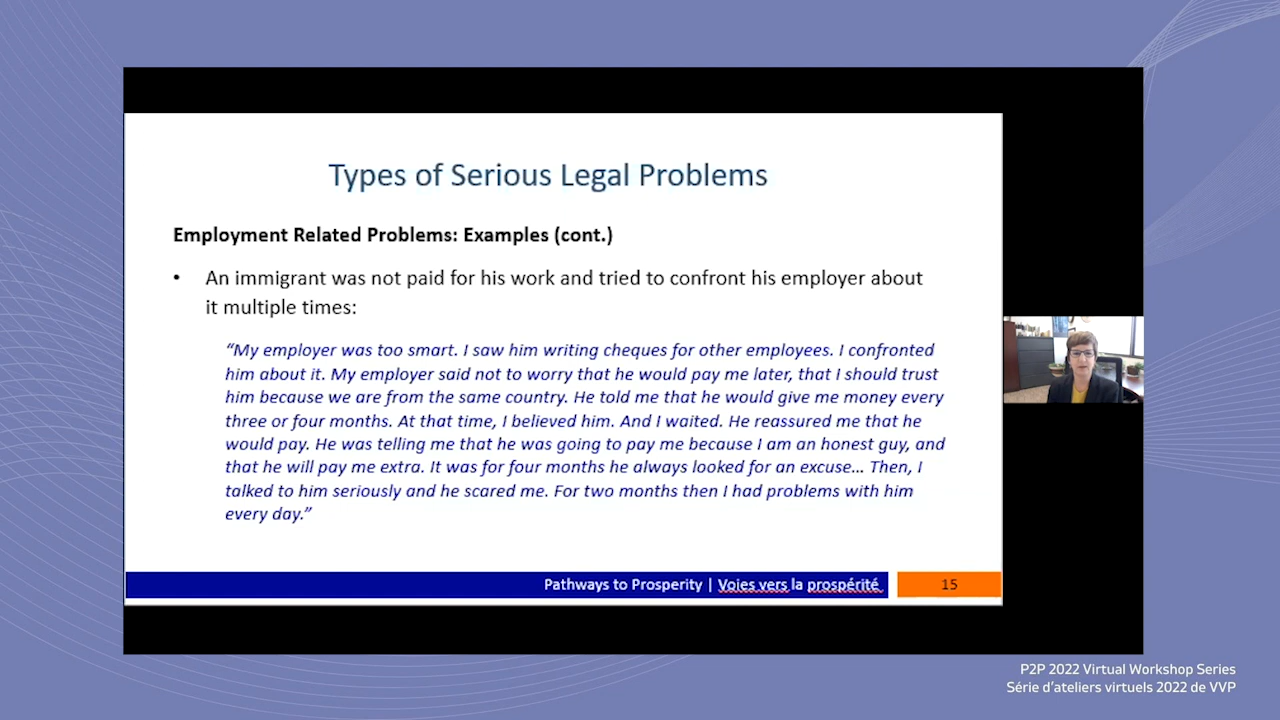 Types of Serious Legal Problems
Employment Related Problems: Examples (cont.)
• An immigrant was not paid for his work and tried to confront his employer about
it multiple times:
“My employer was too smart. I saw him writing cheques for other employees. I confronted
him about it. My employer said not to worry that he would pay me later, that I should trust
him because we are from the same country. He told me that he would give me money every
three or four months. At that time, I believed him. And I waited. He reassured me that he
would pay. He was telling me that he was going to pay me because I am an honest guy, and
that he will pay me extra. It was for four months he always looked for an excuse… Then, I
talked to him seriously and he scared me. For two months then I had problems with him
every day.”
Pathways to Prosperity | Voies vers la prospérité
15
P2P 2022 Virtual Workshop Series
Série d’ateliers virtuels 2022 de VVP